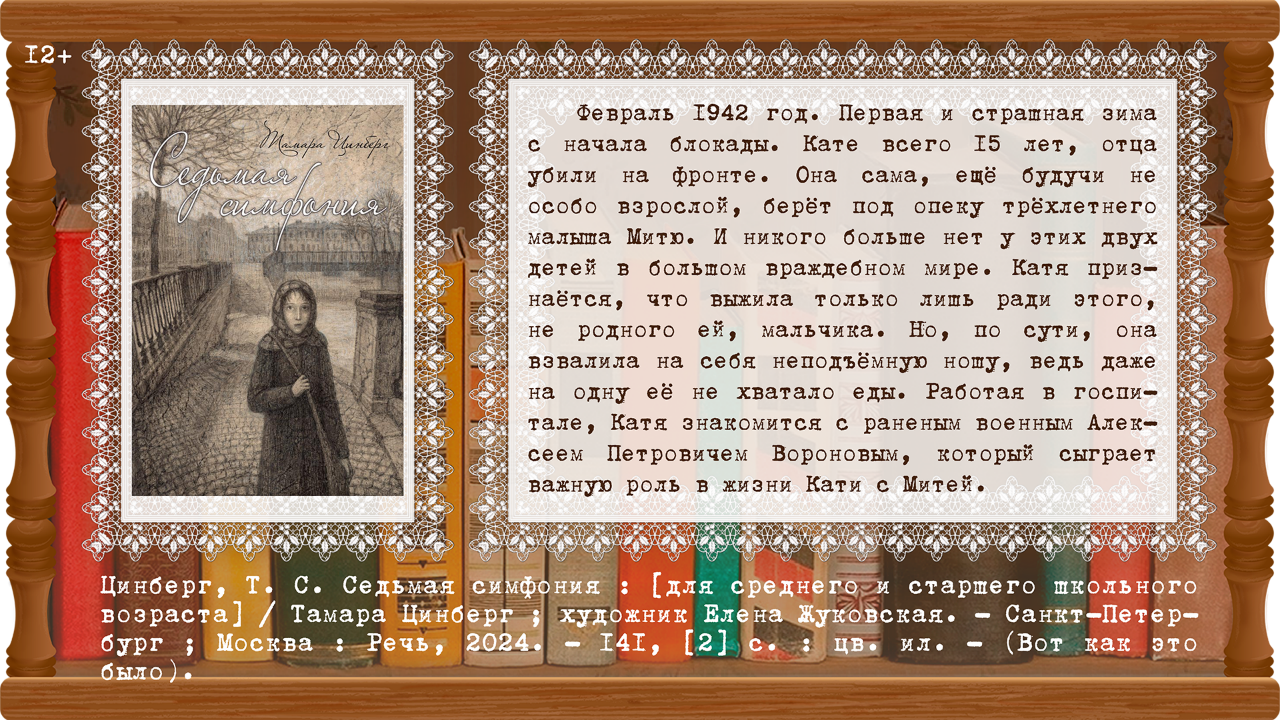 12+
Тамара Цинберг
Седьмая
симфония
Февраль 1942 год. Первая и страшная зима
с начала блокады. Кате всего 15 лет, отца
убили на фронте. Она сама, ещё будучи не
особо взрослой, берёт под опеку трёхлетнего
малыша Митю. И никого больше нет у этих двух
детей в большом враждебном мире. Катя приз-
наётся, что выжила только лишь ради этого,
не родного ей, мальчика. Но, по сути, она
взвалила на себя неподъёмную ношу, ведь даже
на одну её не хватало еды. Работая в госпи-
тале, Катя знакомится с раненым военным Алек-
сеем Петровичем Вороновым, который сыграет
важную роль в жизни Кати с Митей.
Цинберг, Т. С. Седьмая симфония : [для среднего и старшего школьного
возраста] / Тамара Цинберг ; художник Елена Жуковская. – Санкт-Петер-
бург ; Москва : Речь, 2024. – 141, [2] с. : цв. ил. – (Вот как это
было).